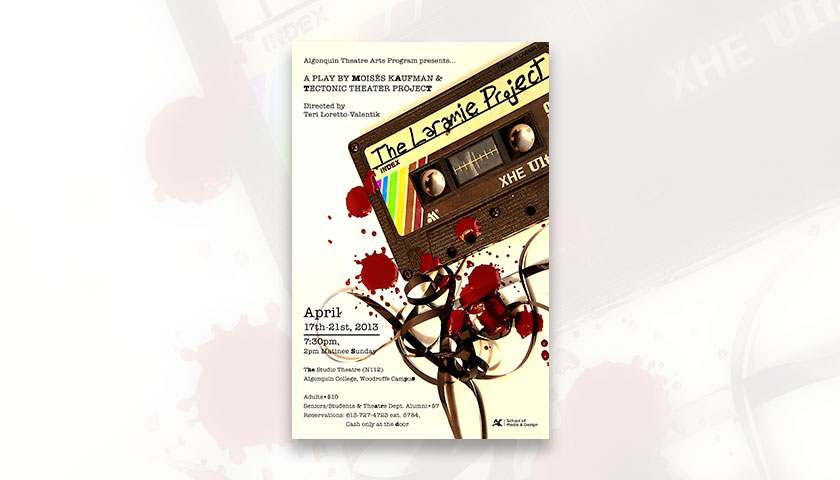 Algonquin Theatre Arts Program presents...
A PLAY BY MOISÉS KAUFMAN &
TECTONIC THEATER PROJECT
Directed by
Teri Loretto-Valentik
The Laramie Project
INDEX
XHE
April
17th-21st, 2013
7:30pm,
2pm Matinee Sunday
The Studio Theatre (N112)
Algonquin College, Woodroffe Campus
Adults•$10
Seniors/Students & Theatre Dept. Alumni•$7
Reservations: 613-727-4723 ext. 5784,
Cash only at the door
AC School of
Media & Design
INDEX
XHE